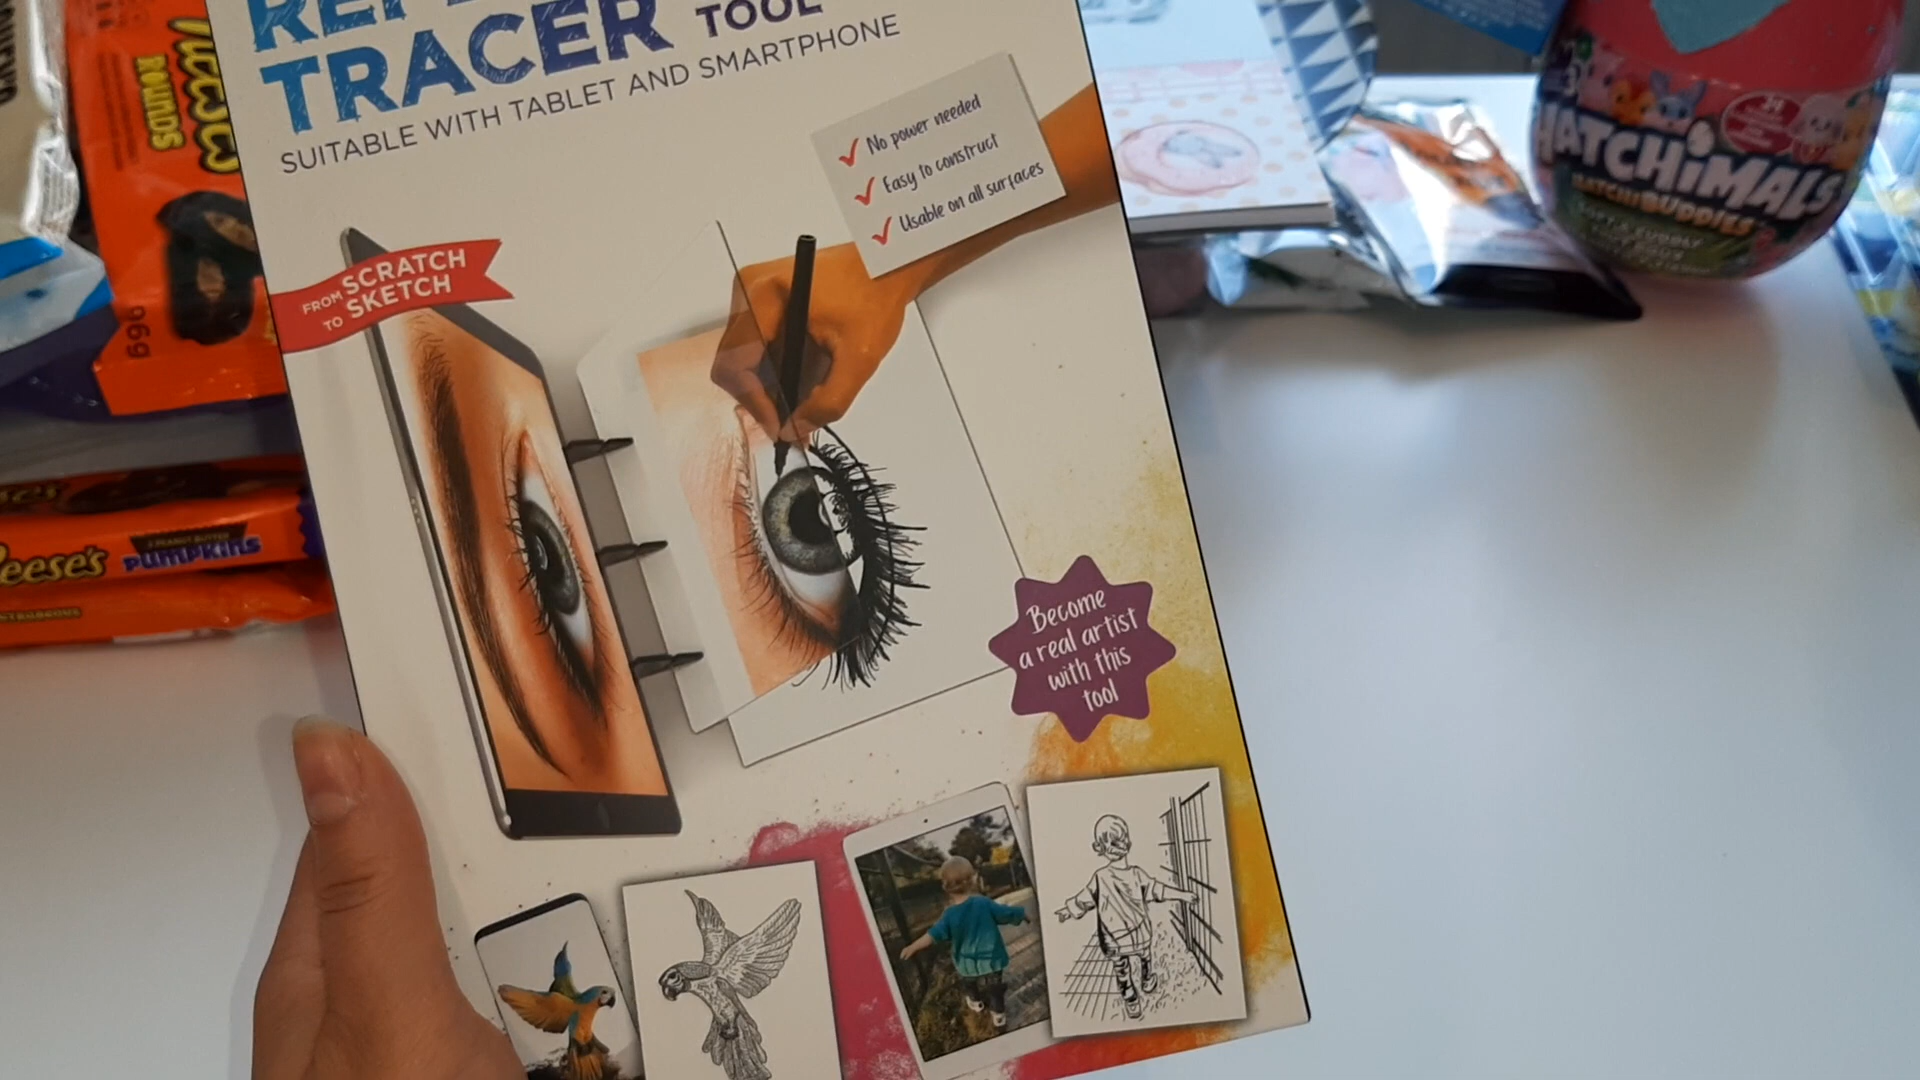 TRACER TOOL
SUITABLE WITH TABLET AND SMARTPHONE
No power needed
Easy to construct
Usable on all surfaces
FROM SCRATCH
TO SKETCH
Become
a real artist
with this
tool
ROUNDS
69g
PUMPKINS
HATCHiMALS
HATCHiBUDDIES